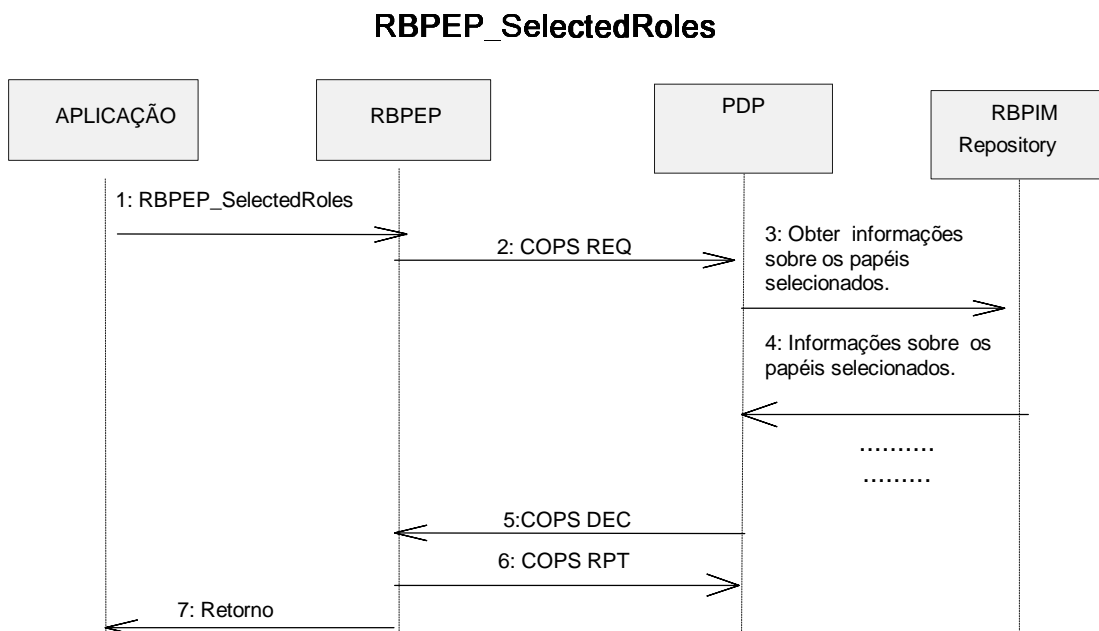 RBPEP_SelectedRoles
APLICAÇÃO
RBPEP
PDP
RBPIM
Repository
1: RBPEP_SelectedRoles
2: COPS REQ
3: Obter informações
sobre os papéis
selecionados.
4: Informações sobre os
papéis selecionados.
..........
.........
5:COPS DEC
6: COPS RPT
7: Retorno